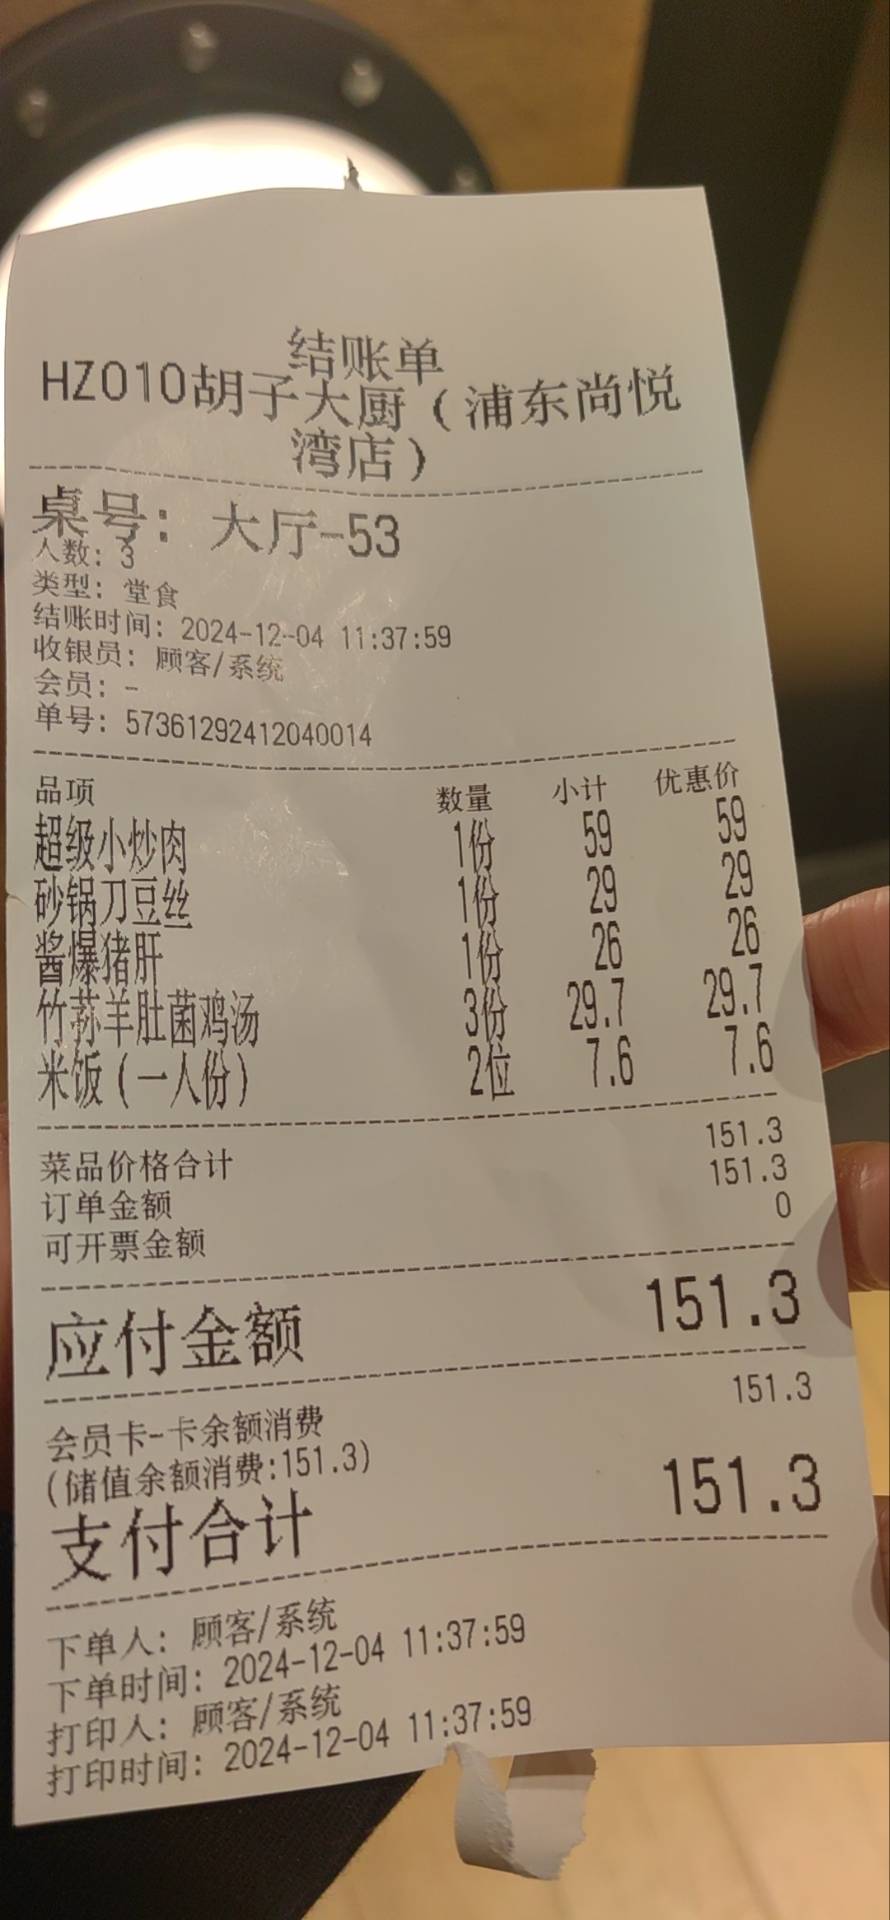 结账单
HZ010胡子大厨（浦东尚悦
湾店）
桌号：大厅-53
人数：3
类型：堂食
结账时间：2024-12-04 11:37:59
收银员：顾客/系统
会员：-
单号：57361292412040014
品项 数量 小计 优惠价
超级小炒肉 1份 59 59
砂锅刀豆丝 1份 29 29
酱爆猪肝 1份 26 26
竹荪羊肚菌鸡汤 3份 29.7 29.7
米饭(一人份) 2位 7.6 7.6
菜品价格合计 151.3
订单金额 151.3
可开票金额 0
应付金额 151.3
会员卡-卡余额消费 151.3
(储值余额消费:151.3)
支付合计 151.3
下单人：顾客/系统
下单时间：2024-12-04 11:37:59
打印人：顾客/系统
打印时间：2024-12-04 11:37:59